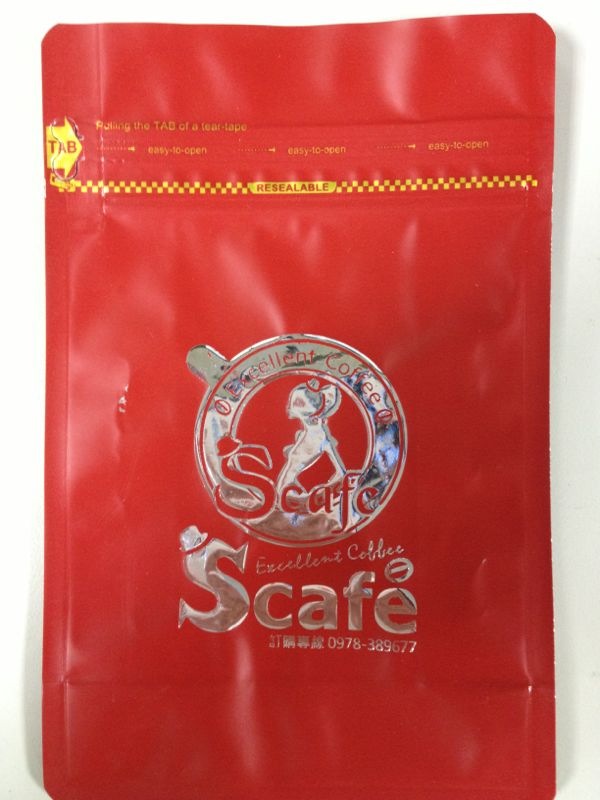 Pulling the TAB of a tear-tape
TAB
easy-to-open easy-to-open easy-to-open
RESEALABLE
Excellent Coffee
Scafe
Excellent Coffee
Scafe
訂購專線 0978-389677